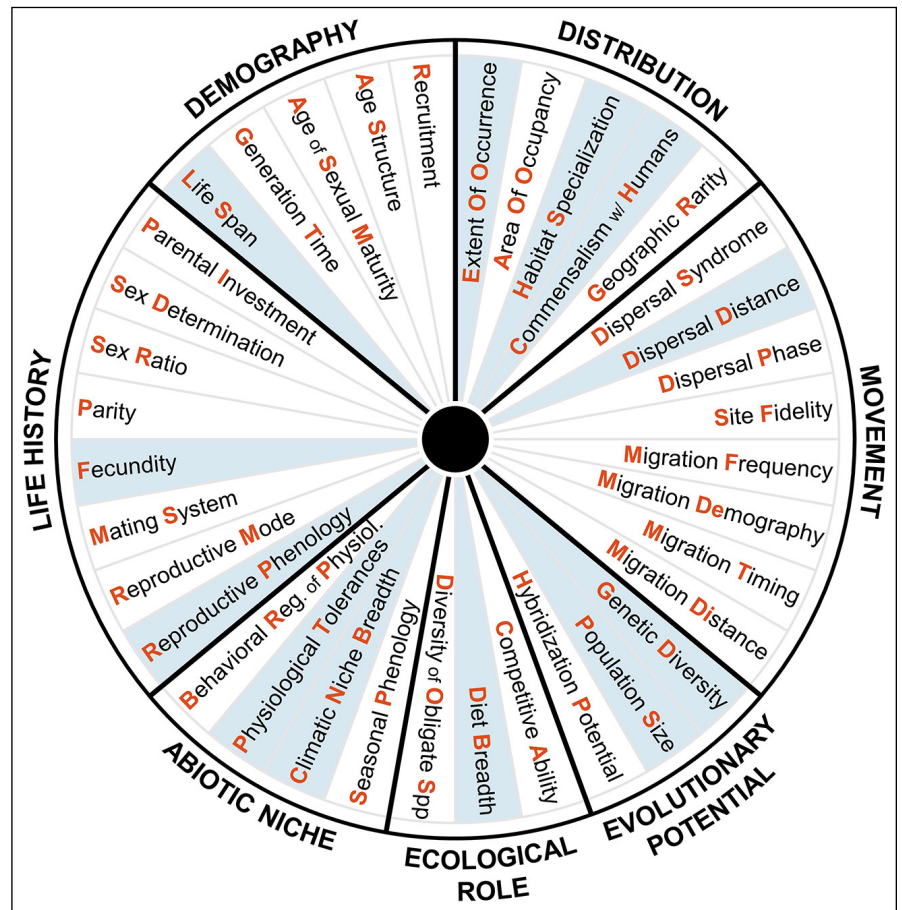 DEMOGRAPHY
Life Span
Generation Time
Age of Sexual Maturity
Age Structure
Recruitment
DISTRIBUTION
Extent Of Occurrence
Area Of Occupancy
Habitat Specialization
Commensalism w/ Humans
Geographic Rarity
MOVEMENT
Dispersal Syndrome
Dispersal Distance
Dispersal Phase
Site Fidelity
Migration Frequency
Migration Demography
Migration Timing
Migration Distance
EVOLUTIONARY
POTENTIAL
Genetic Diversity
Population Size
Hybridization Potential
ECOLOGICAL
ROLE
Competitive Ability
Diet Breadth
Diversity of Obligate Spp
ABIOTIC NICHE
Seasonal Phenology
Climatic Niche Breadth
Physiological Tolerances
Behavioral Reg. of Physiol.
LIFE HISTORY
Reproductive Phenology
Reproductive Mode
Mating System
Fecundity
Parity
Sex Ratio
Sex Determination
Parental Investment